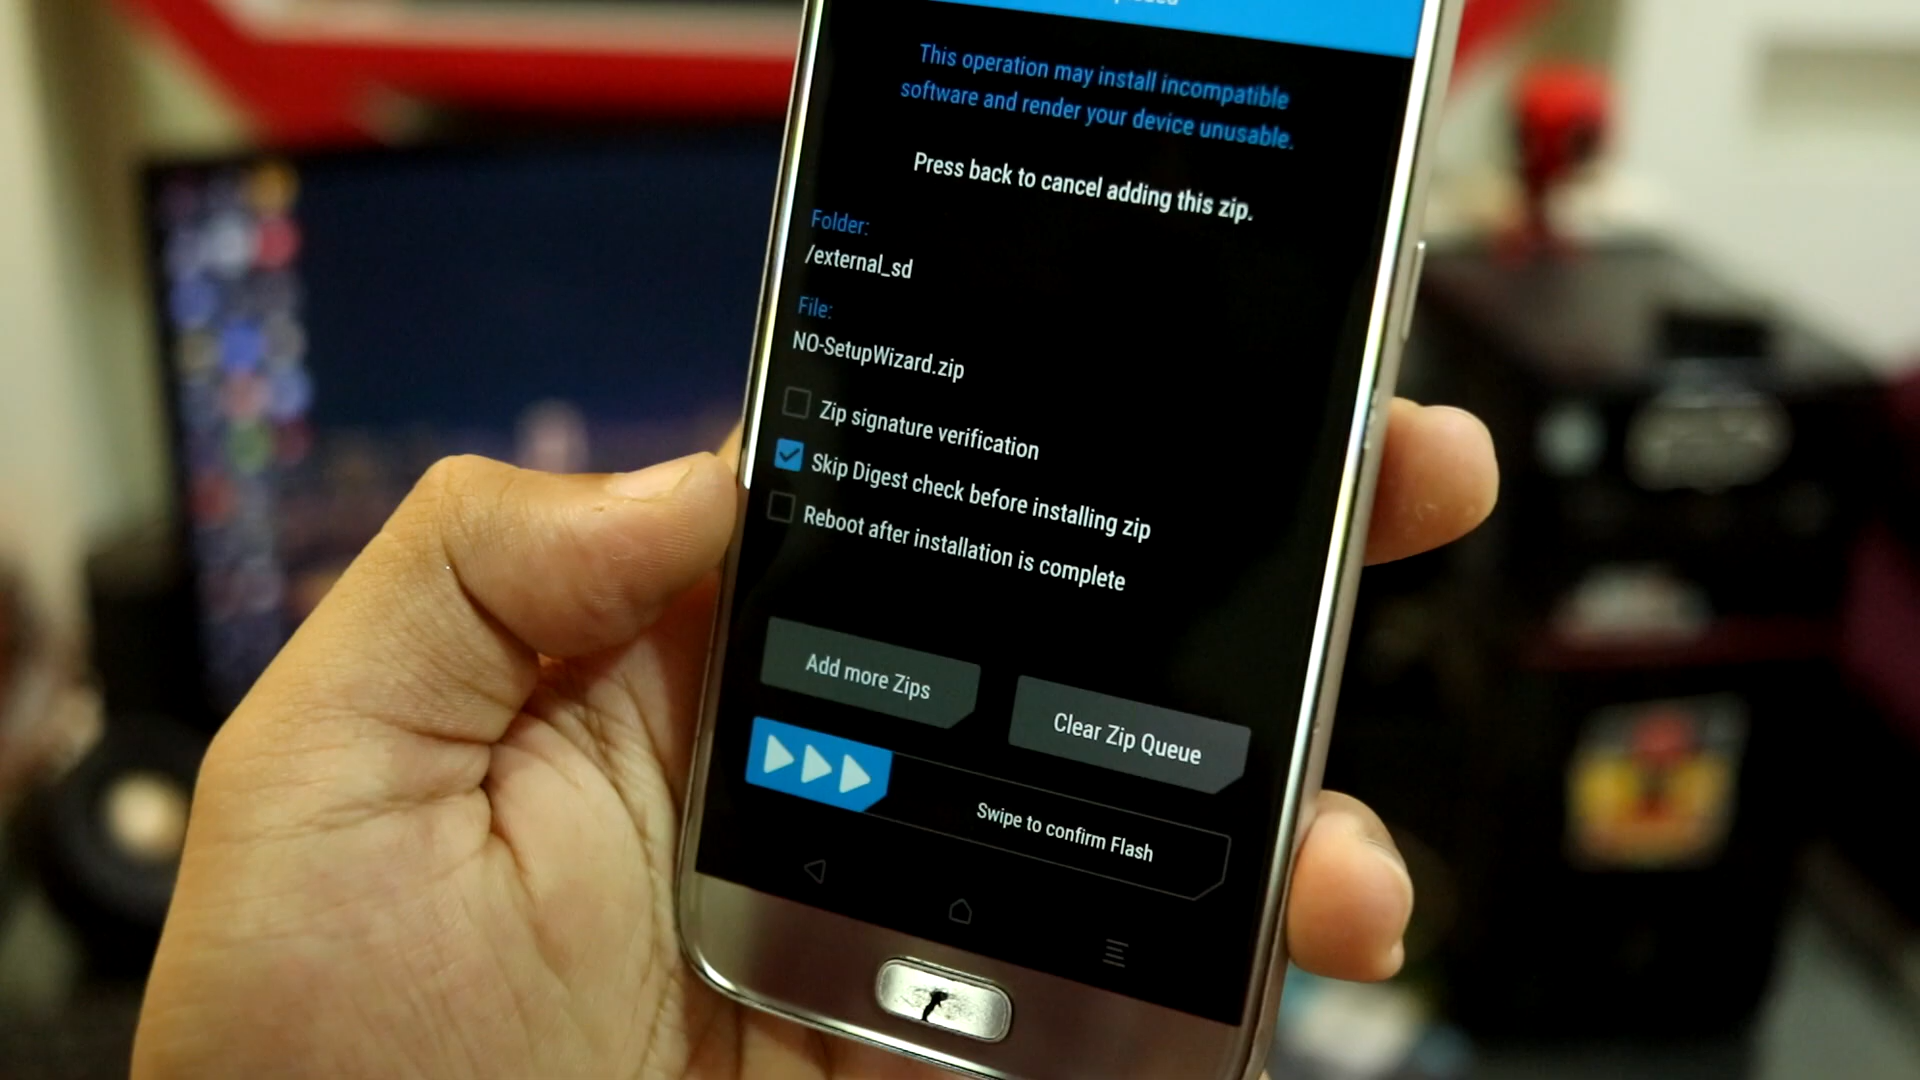 This operation may install incompatible
software and render your device unusable.
Press back to cancel adding this zip.
Folder:
/external_sd
File:
NO-SetupWizard.zip
Zip signature verification
Skip Digest check before installing zip
Reboot after installation is complete
Add more Zips
Clear Zip Queue
Swipe to confirm Flash